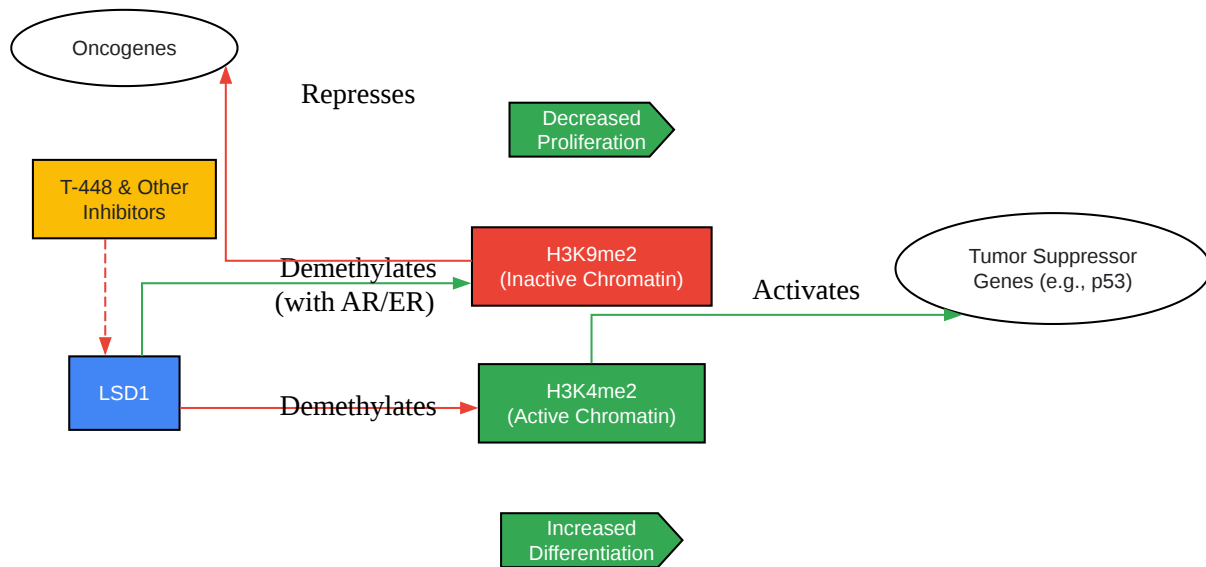 Oncogenes
Represses
Decreased
Proliferation
T-448 & Other
Inhibitors
H3K9me2
(Inactive Chromatin)
Demethylates
(with AR/ER)
Tumor Suppressor
Genes (e.g., p53)
Activates
LSD1
Demethylates
H3K4me2
(Active Chromatin)
Increased
Differentiation